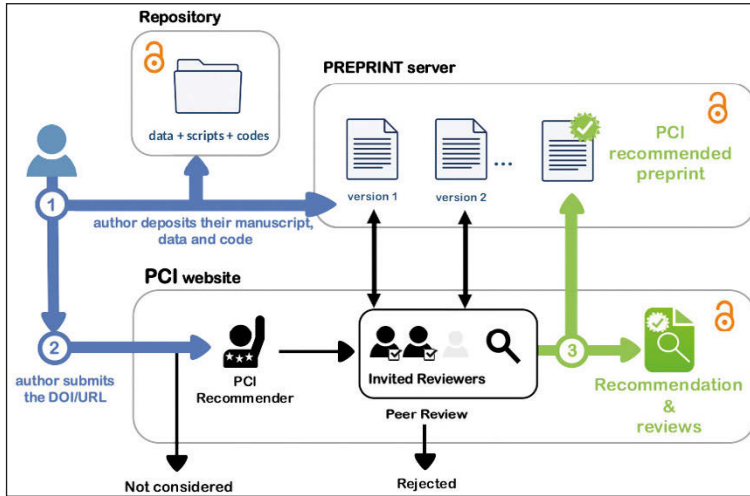 Repository
data + scripts + codes
PREPRINT server
version 1
version 2
...
PCI
recommended
preprint
1
author deposits their manuscript,
data and code
PCI website
2
author submits
the DOI/URL
PCI
Recommender
Invited Reviewers
Peer Review
3
Recommendation
&
reviews
Not considered
Rejected